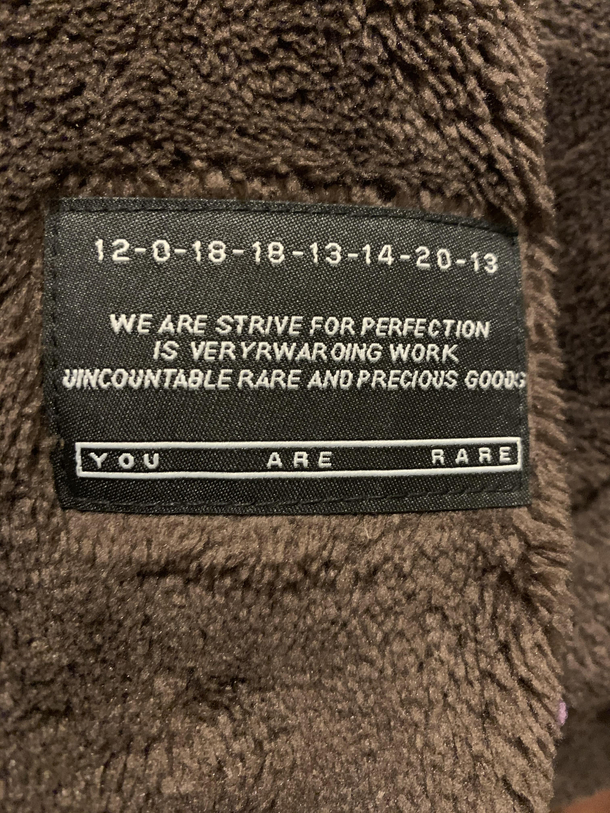 12-0-18-18-13-14-20-13
WE ARE STRIVE FOR PERFECTION
IS VERYRWAROING WORK
UINCOUNTABLE RARE AND PRECIOUS GOODS
YOU ARE RARE